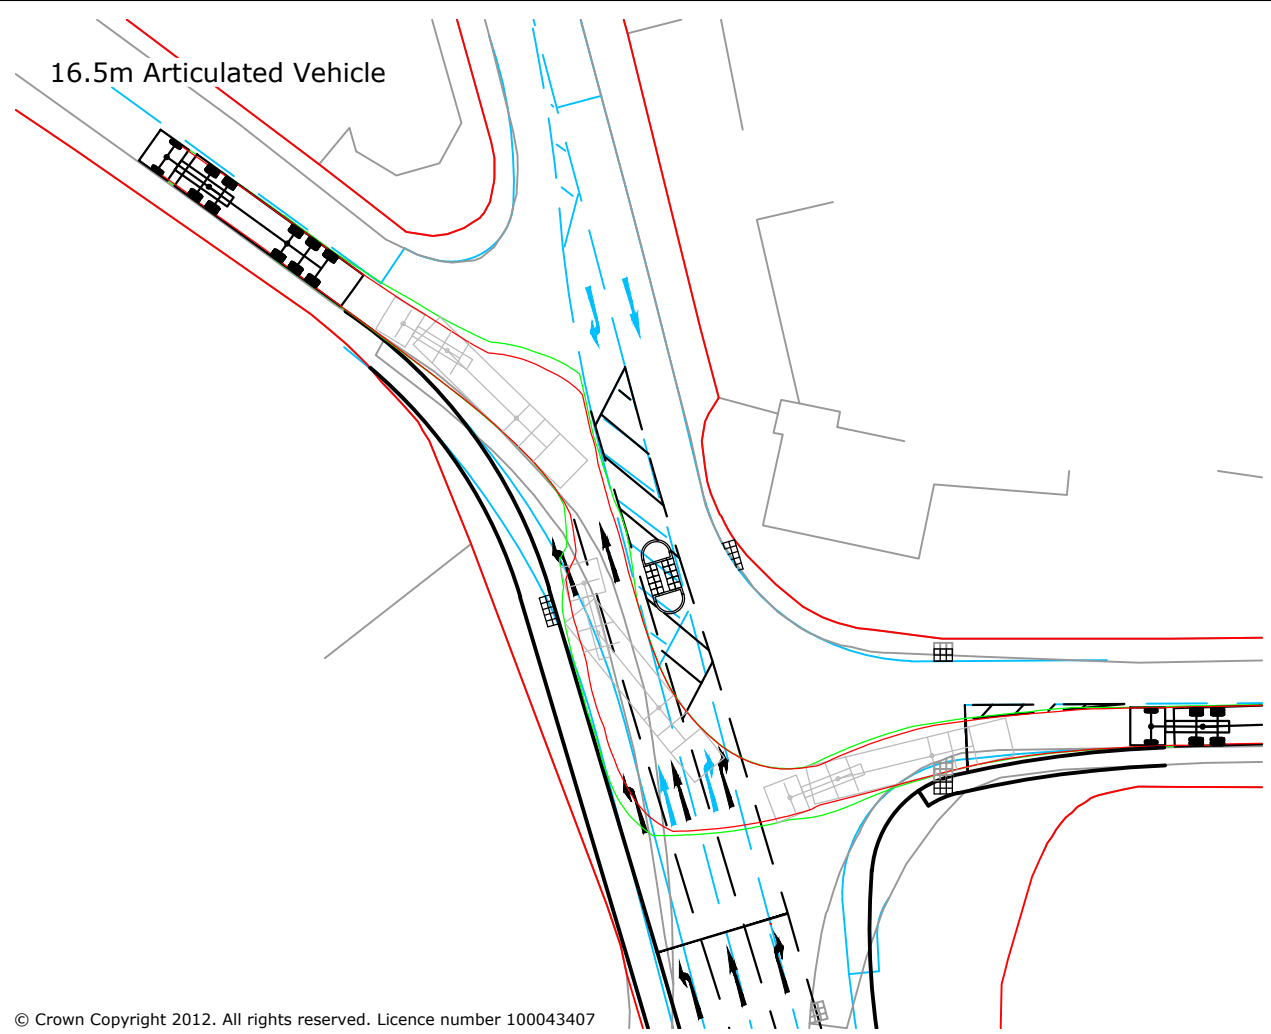 16.5m Articulated Vehicle
© Crown Copyright 2012. All rights reserved. Licence number 100043407